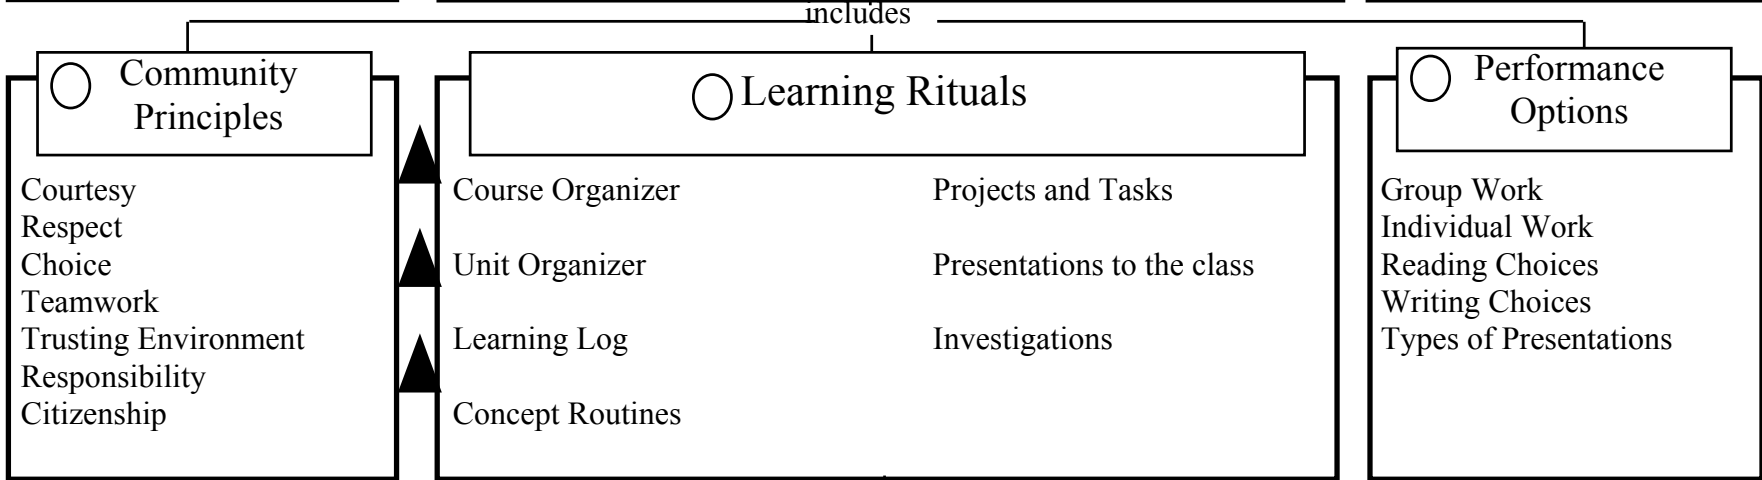 includes
Community
Principles
Courtesy
Respect
Choice
Teamwork
Trusting Environment
Responsibility
Citizenship
Learning Rituals
Course Organizer
Unit Organizer
Learning Log
Concept Routines
Projects and Tasks
Presentations to the class
Investigations
Performance
Options
Group Work
Individual Work
Reading Choices
Writing Choices
Types of Presentations